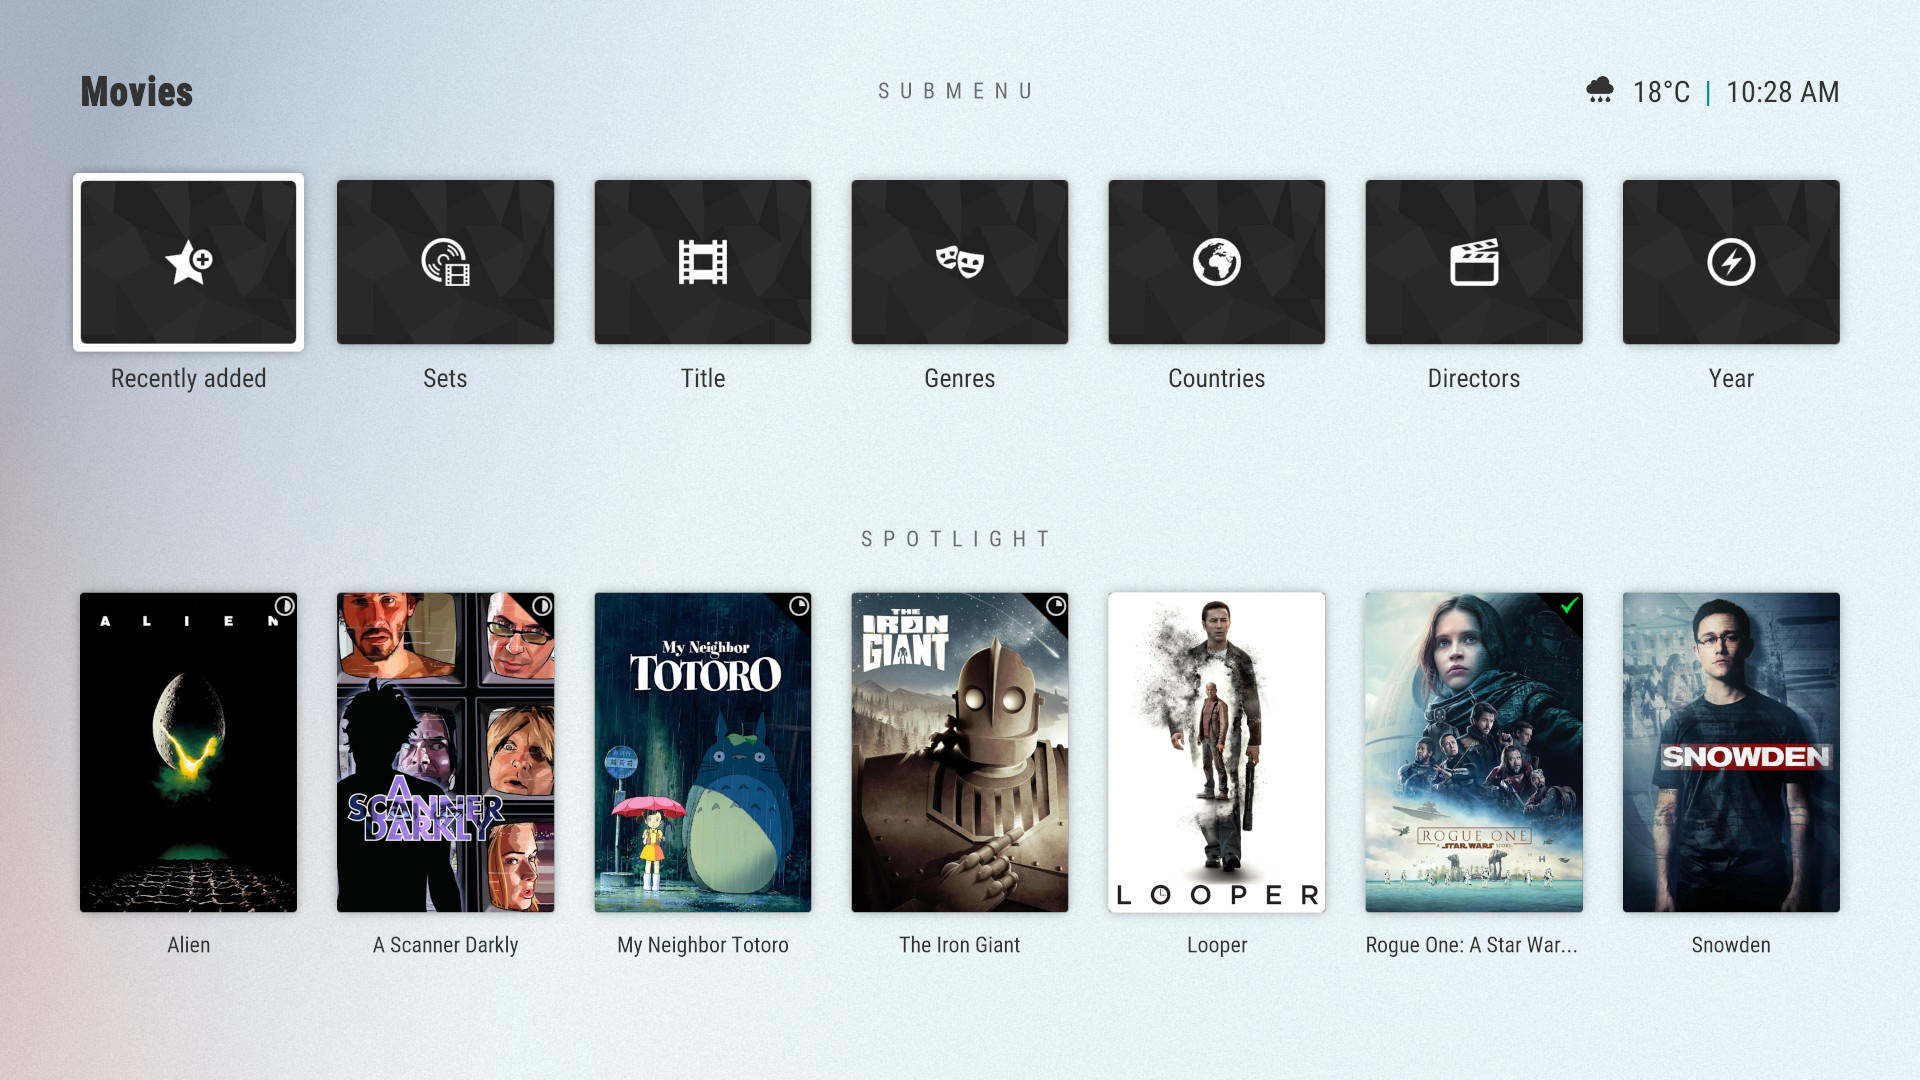 Movies
SUBMENU
18°C | 10:28 AM
Recently added
Sets
Title
Genres
Countries
Directors
Year
SPOTLIGHT
ALIEN
A SCANNER DARKLY
My Neighbor
TOTORO
THE
IRON
GIANT
LOOPER
ROGUE ONE
A STAR WARS STORY
SNOWDEN
Alien
A Scanner Darkly
My Neighbor Totoro
The Iron Giant
Looper
Rogue One: A Star War...
Snowden